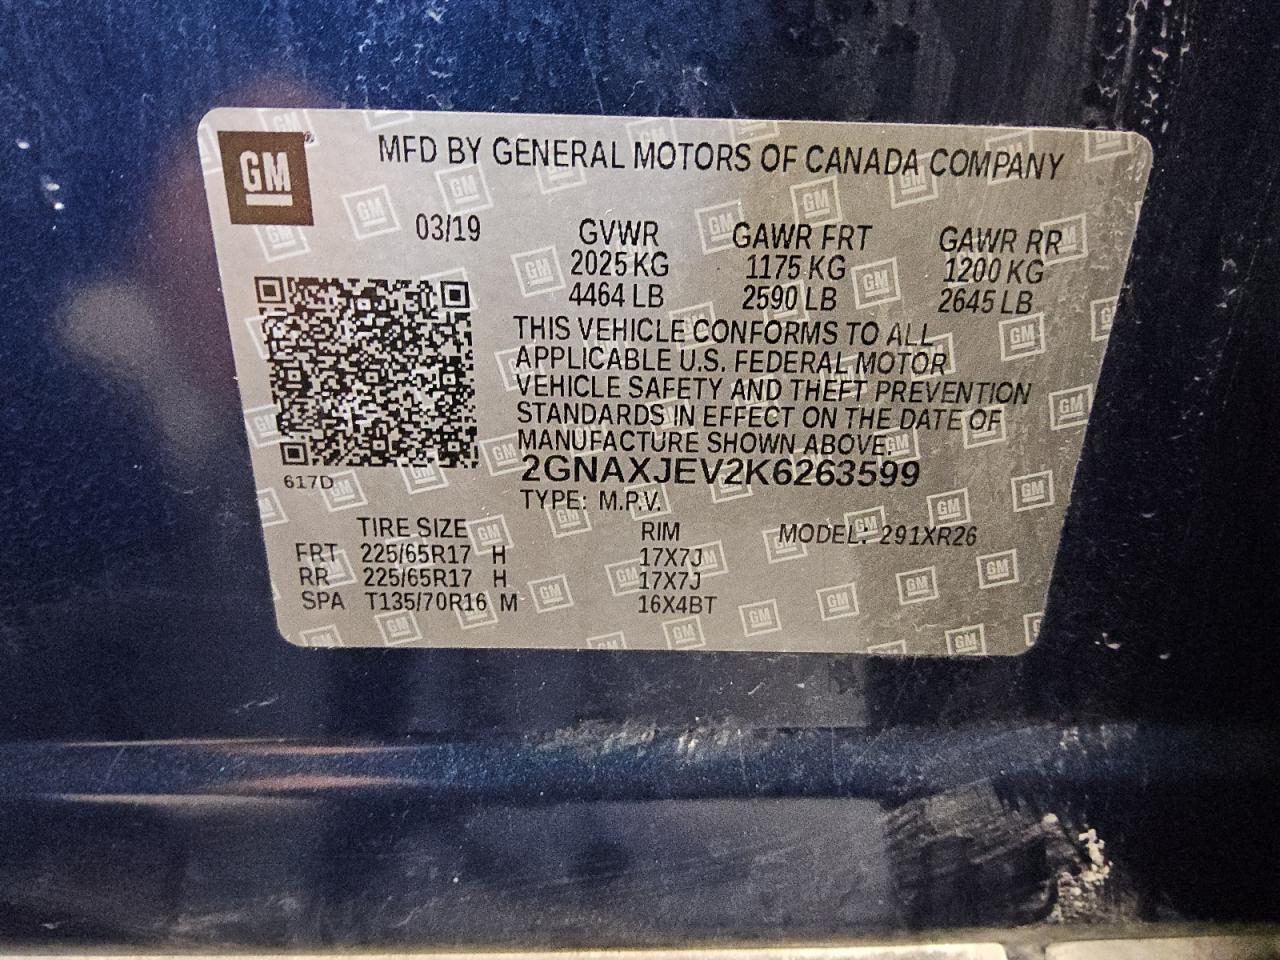 GM
MFD BY GENERAL MOTORS OF CANADA COMPANY
03/19 GVWR GAWR FRT GAWR RR
2025 KG 1175 KG 1200 KG
4464 LB 2590 LB 2645 LB
THIS VEHICLE CONFORMS TO ALL
APPLICABLE U.S. FEDERAL MOTOR
VEHICLE SAFETY AND THEFT PREVENTION
STANDARDS IN EFFECT ON THE DATE OF
MANUFACTURE SHOWN ABOVE.
2GNAXJEV2K6263599
617D
TYPE: M.P.V.
TIRE SIZE RIM MODEL: 291XR26
FRT 225/65R17 H 17X7J
RR 225/65R17 H 17X7J
SPA T135/70R16 M 16X4BT